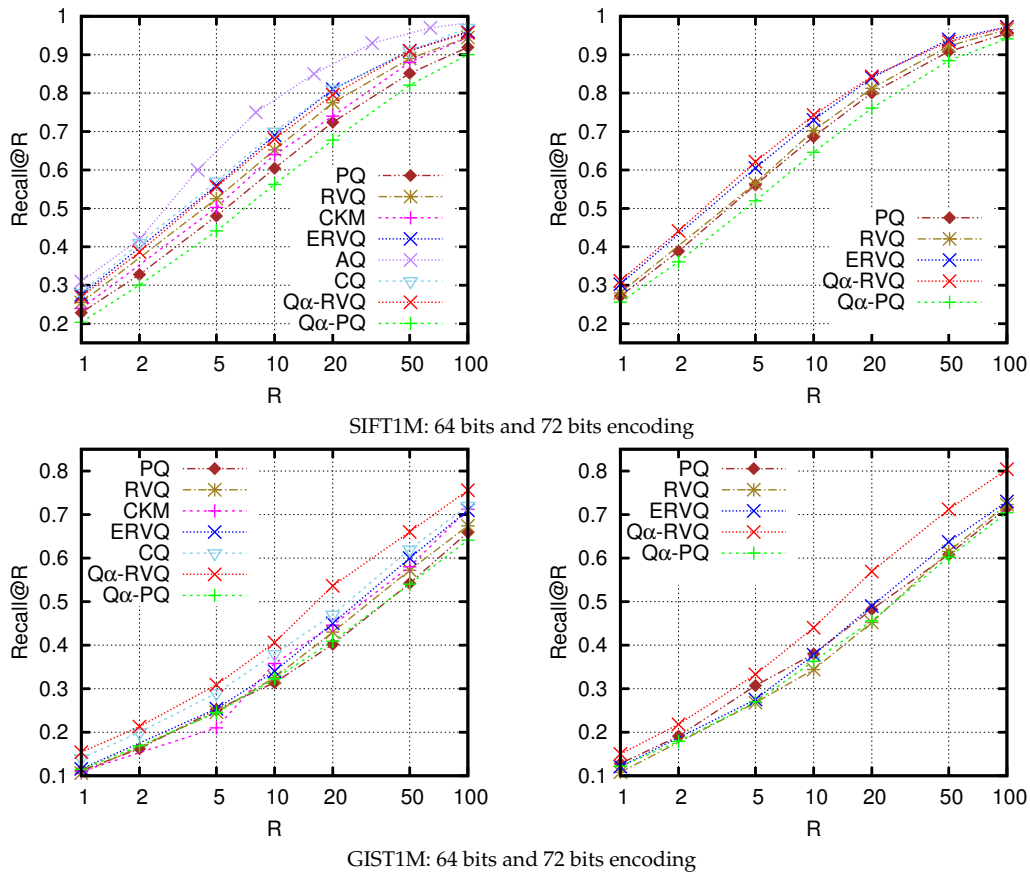 1
0.9
0.8
0.7
0.6
0.5
0.4
0.3
0.2
Recall@R
1 2 5 10 20 50 100
R
PQ
RVQ
CKM
ERVQ
AQ
CQ
Qα-RVQ
Qα-PQ
1
0.9
0.8
0.7
0.6
0.5
0.4
0.3
0.2
Recall@R
1 2 5 10 20 50 100
R
PQ
RVQ
ERVQ
Qα-RVQ
Qα-PQ
SIFT1M: 64 bits and 72 bits encoding
0.8
0.7
0.6
0.5
0.4
0.3
0.2
0.1
Recall@R
1 2 5 10 20 50 100
R
PQ
RVQ
CKM
ERVQ
CQ
Qα-RVQ
Qα-PQ
0.8
0.7
0.6
0.5
0.4
0.3
0.2
0.1
Recall@R
1 2 5 10 20 50 100
R
PQ
RVQ
ERVQ
Qα-RVQ
Qα-PQ
GIST1M: 64 bits and 72 bits encoding